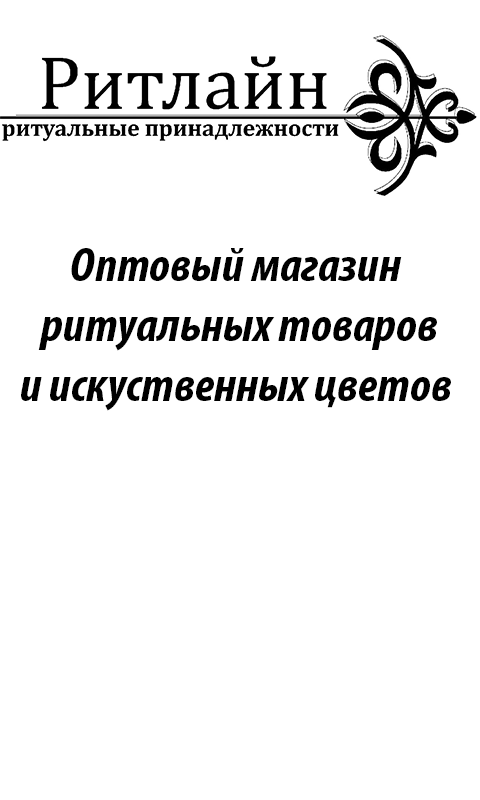 Ритлайн
ритуальные принадлежности
Оптовый магазин
ритуальных товаров
и искуственных цветов